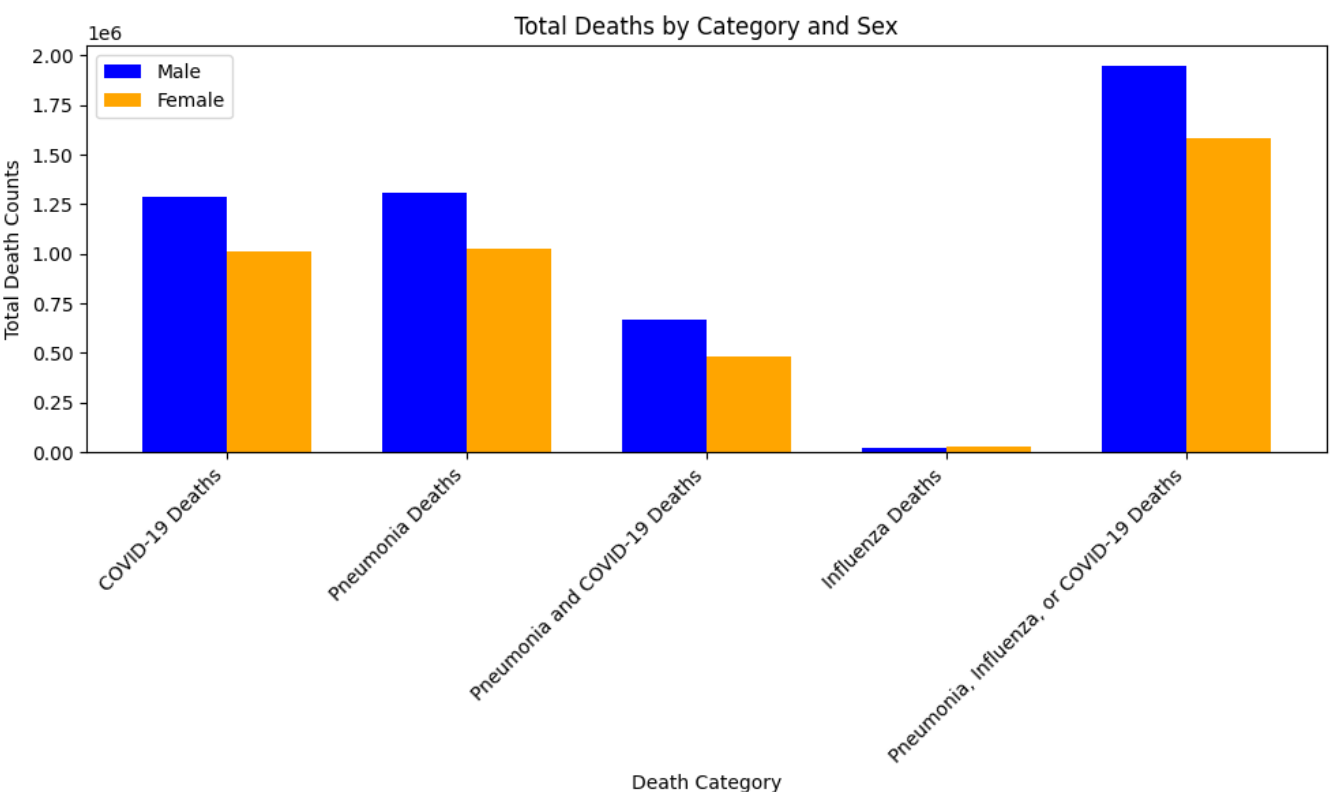 Total Deaths by Category and Sex
1e6
Male
Female
Total Death Counts
2.00
1.75
1.50
1.25
1.00
0.75
0.50
0.25
0.00
COVID-19 Deaths
Pneumonia Deaths
Pneumonia and COVID-19 Deaths
Influenza Deaths
Pneumonia, Influenza, or COVID-19 Deaths
Death Category